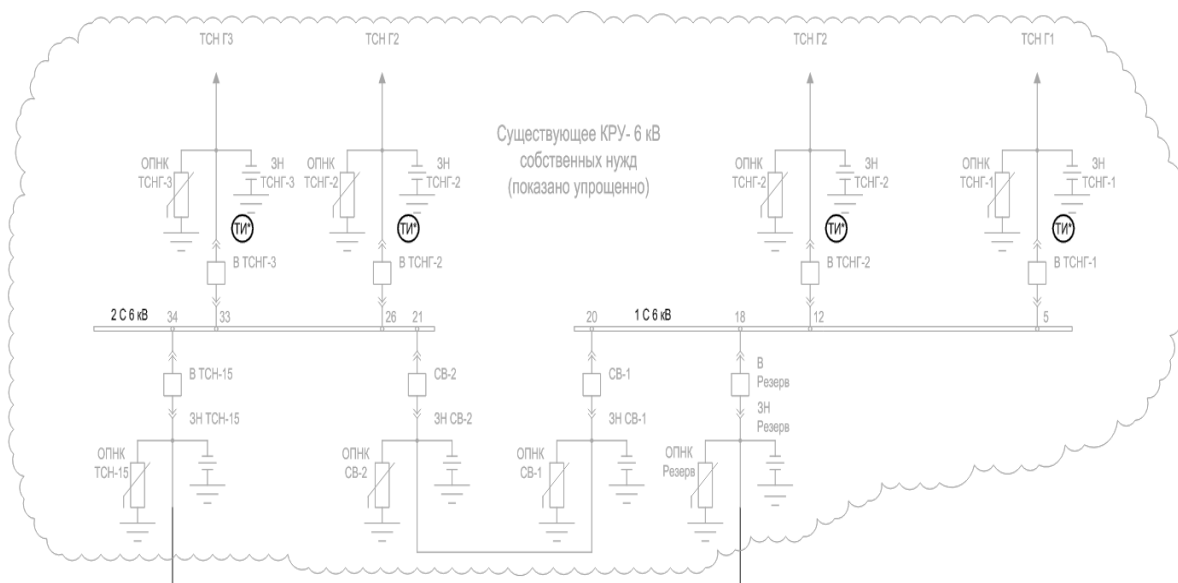 ТСН Г3
ТСН Г2
ТСН Г2
ТСН Г1
Существующее КРУ- 6 кВ
собственных нужд
(показано упрощенно)
ОПНК
ТСНГ-3
ЗН
ТСНГ-3
ОПНК
ТСНГ-2
ЗН
ТСНГ-2
ОПНК
ТСНГ-2
ЗН
ТСНГ-2
ОПНК
ТСНГ-1
ЗН
ТСНГ-1
ТИ*
ТИ*
ТИ*
ТИ*
В ТСНГ-3
В ТСНГ-2
В ТСНГ-2
В ТСНГ-1
2 С 6 кВ
34
33
26
21
20
1 С 6 кВ
18
12
5
В ТСН-15
СВ-2
СВ-1
В
Резерв
ЗН ТСН-15
ЗН СВ-2
ЗН СВ-1
ЗН
Резерв
ОПНК
ТСН-15
ОПНК
СВ-2
ОПНК
СВ-1
ОПНК
Резерв